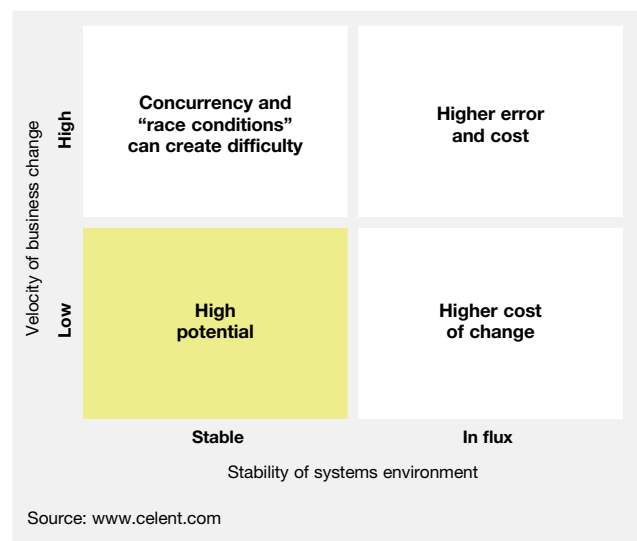 Velocity of business change
High
Concurrency and
“race conditions”
can create difficulty
Higher error
and cost
Low
High
potential
Higher cost
of change
Stable
In flux
Stability of systems environment
Source: www.celent.com